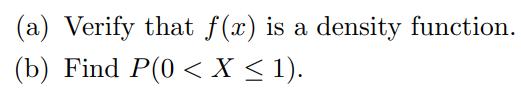 (a) Verify that f(x) is a density function.
(b) Find P(0 < X ≤ 1).